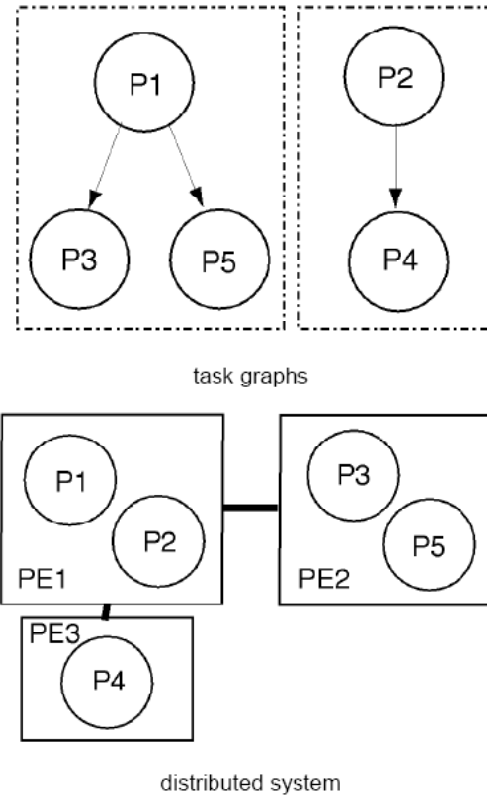 P1
P2
P3
P5
P4
task graphs
P1
P2
PE1
P3
P5
PE2
PE3
P4
distributed system